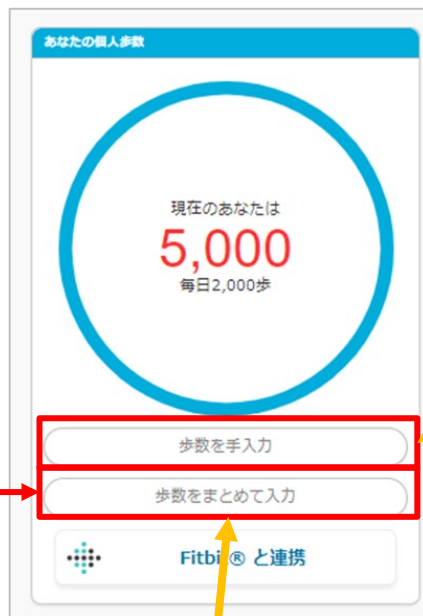 あなたの個人歩数
現在のあなたは
5,000
毎日2,000歩
歩数を手入力
歩数をまとめて入力
Fitbit® と連携